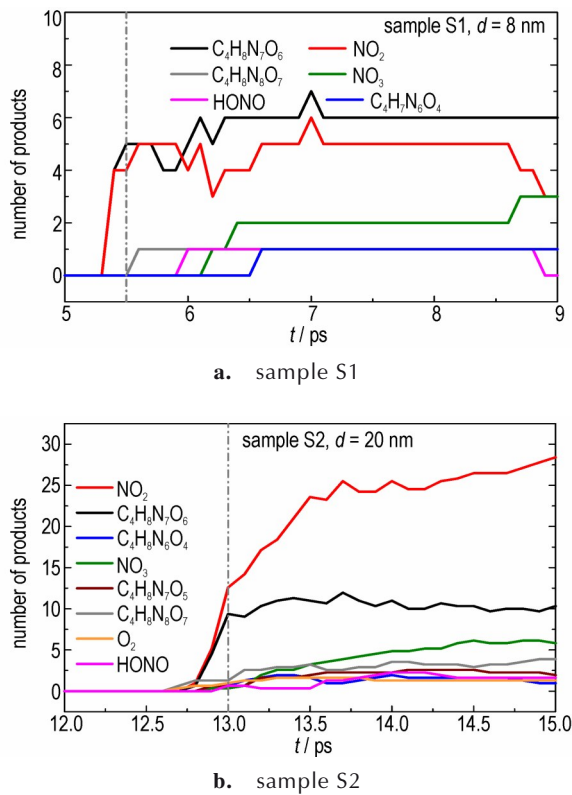 sample S1, d = 8 nm
C₄H₈N₇O₆
NO₂
C₄H₈N₈O₇
NO₃
HONO
C₄H₇N₆O₄
number of products
10
8
6
4
2
0
5
6
7
8
9
t / ps
a. sample S1
sample S2, d = 20 nm
NO₂
C₄H₈N₇O₆
C₄H₈N₆O₄
NO₃
C₄H₈N₇O₅
C₄H₈N₈O₇
O₂
HONO
number of products
30
25
20
15
10
5
0
12.0
12.5
13.0
13.5
14.0
14.5
15.0
t / ps
b. sample S2